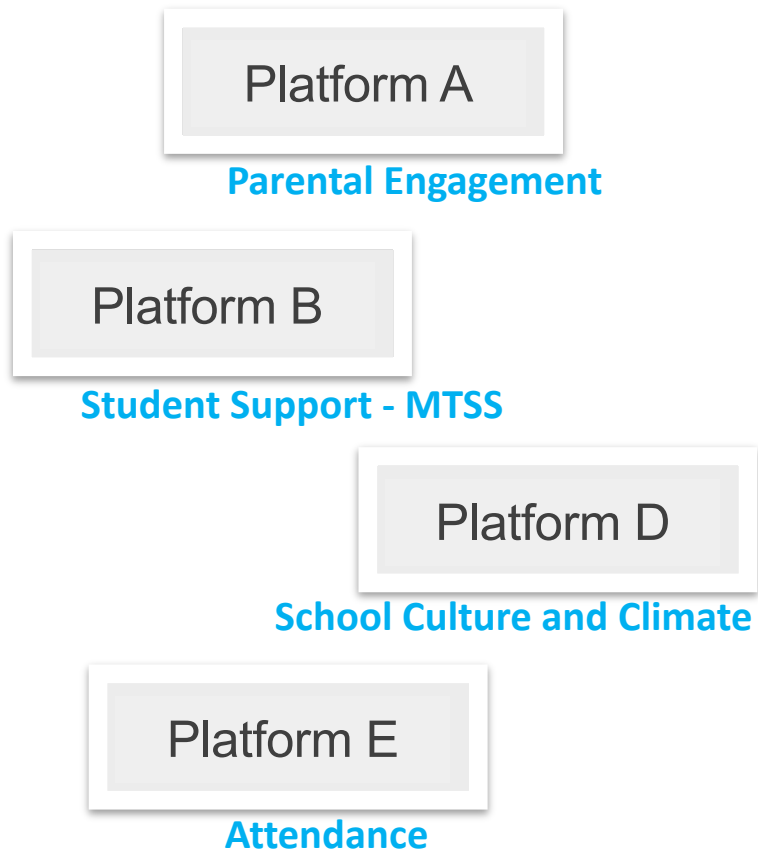 Platform A
Parental Engagement
Platform B
Student Support - MTSS
Platform D
School Culture and Climate
Platform E
Attendance